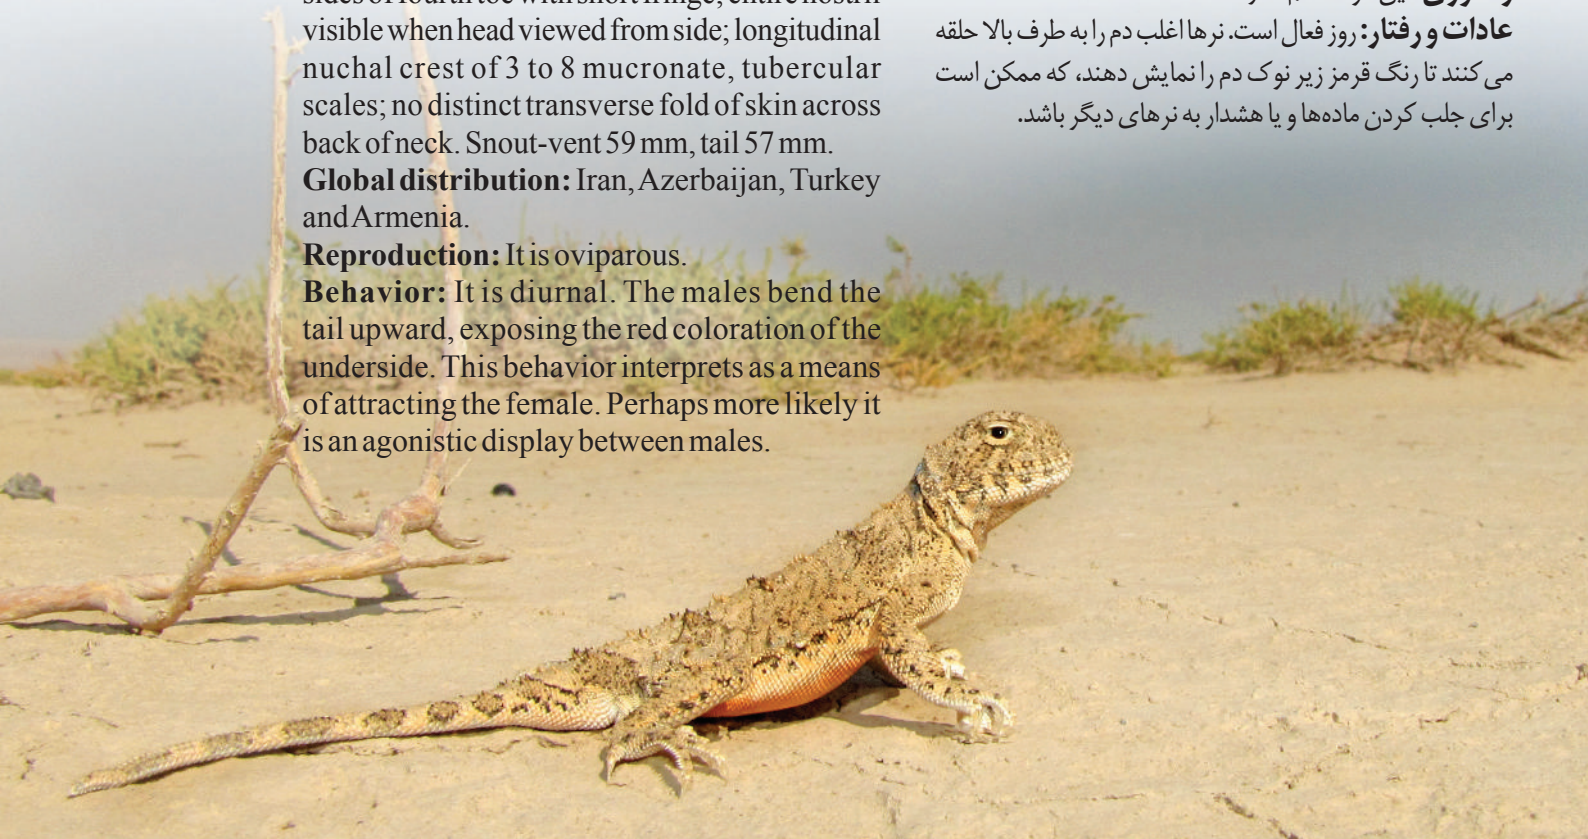 visible when head viewed from side; longitudinal
nuchal crest of 3 to 8 mucronate, tubercular
scales; no distinct transverse fold of skin across
back of neck. Snout-vent 59 mm, tail 57 mm.
Global distribution: Iran, Azerbaijan, Turkey
and Armenia.
Reproduction: It is oviparous.
Behavior: It is diurnal. The males bend the
tail upward, exposing the red coloration of the
underside. This behavior interprets as a means
of attracting the female. Perhaps more likely it
is an agonistic display between males.
عادات و رفتار: روز فعال است. نرها اغلب دم را به طرف بالا حلقه
می‌کنند تا رنگ قرمز زیر نوک دم را نمایش دهند، که ممکن است
برای جلب کردن ماده‌ها و یا هشدار به نرهای دیگر باشد.